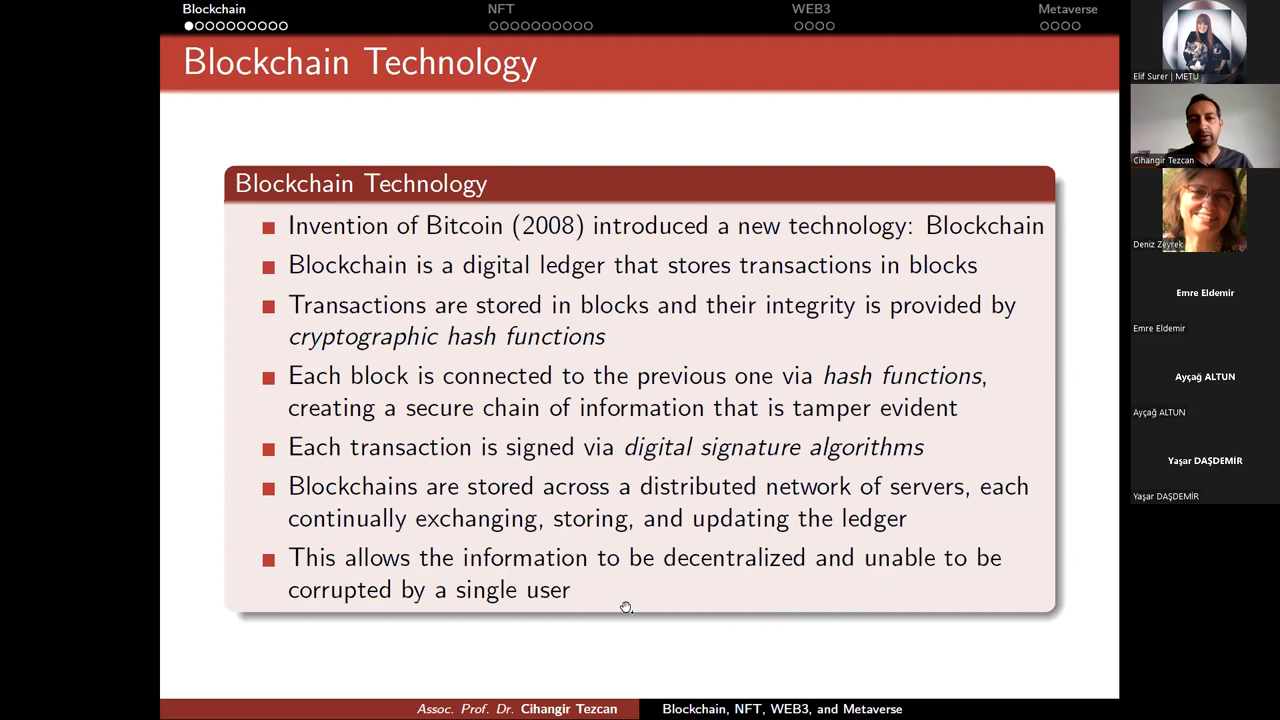 Blockchain NFT WEB3 Metaverse
Blockchain Technology
Blockchain Technology
Invention of Bitcoin (2008) introduced a new technology: Blockchain
Blockchain is a digital ledger that stores transactions in blocks
Transactions are stored in blocks and their integrity is provided by
cryptographic hash functions
Each block is connected to the previous one via hash functions,
creating a secure chain of information that is tamper evident
Each transaction is signed via digital signature algorithms
Blockchains are stored across a distributed network of servers, each
continually exchanging, storing, and updating the ledger
This allows the information to be decentralized and unable to be
corrupted by a single user
Assoc. Prof. Dr. Cihangir Tezcan Blockchain, NFT, WEB3, and Metaverse
Elif Surer | METU
Cihangir Tezcan
Deniz Zeyrek
Emre Eldemir
Emre Eldemir
Ayçağ ALTUN
Ayçağ ALTUN
Yaşar DAŞDEMİR
Yaşar DAŞDEMİR